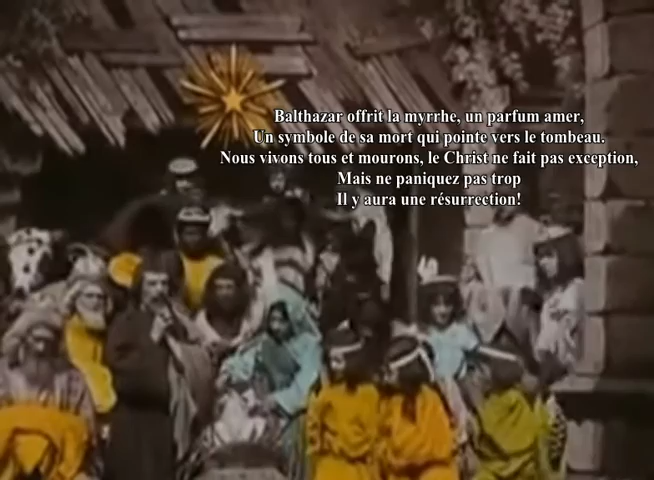 Balthazar offrit la myrrhe, un parfum amer,
Un symbole de sa mort qui pointe vers le tombeau.
Nous vivons tous et mourons, le Christ ne fait pas exception,
Mais ne paniquez pas trop
Il y aura une résurrection!